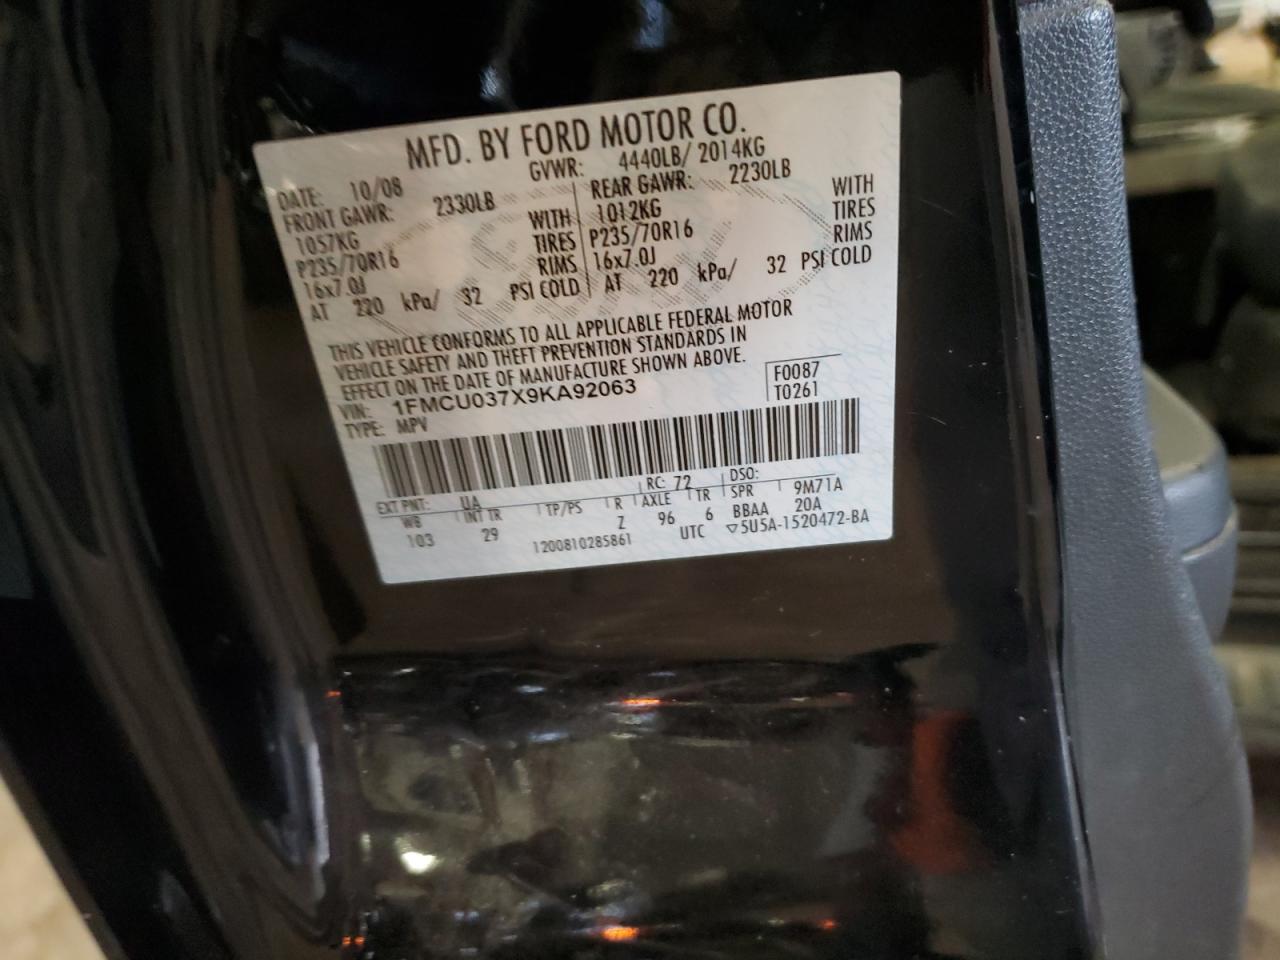 MFD. BY FORD MOTOR CO.
DATE: 10/08 GVWR: 4440LB/ 2014KG
FRONT GAWR: 2330LB REAR GAWR: 2230LB
1057KG WITH 1012KG WITH
P235/70R16 TIRES P235/70R16 TIRES
16x7.0J RIMS 16x7.0J RIMS
AT 220 kPa/ 32 PSI COLD AT 220 kPa/ 32 PSI COLD
THIS VEHICLE CONFORMS TO ALL APPLICABLE FEDERAL MOTOR
VEHICLE SAFETY AND THEFT PREVENTION STANDARDS IN
EFFECT ON THE DATE OF MANUFACTURE SHOWN ABOVE.
VIN: 1FMCU037X9KA92063 F0087
TYPE: MPV T0261
EXT PNT: UA RC: 72 DSO:
WB INT TR TP/PS R AXLE TR SPR 9M71A
103 29 Z 96 6 BBAA 20A
1200810285861 UTC ▽5U5A-1520472-BA